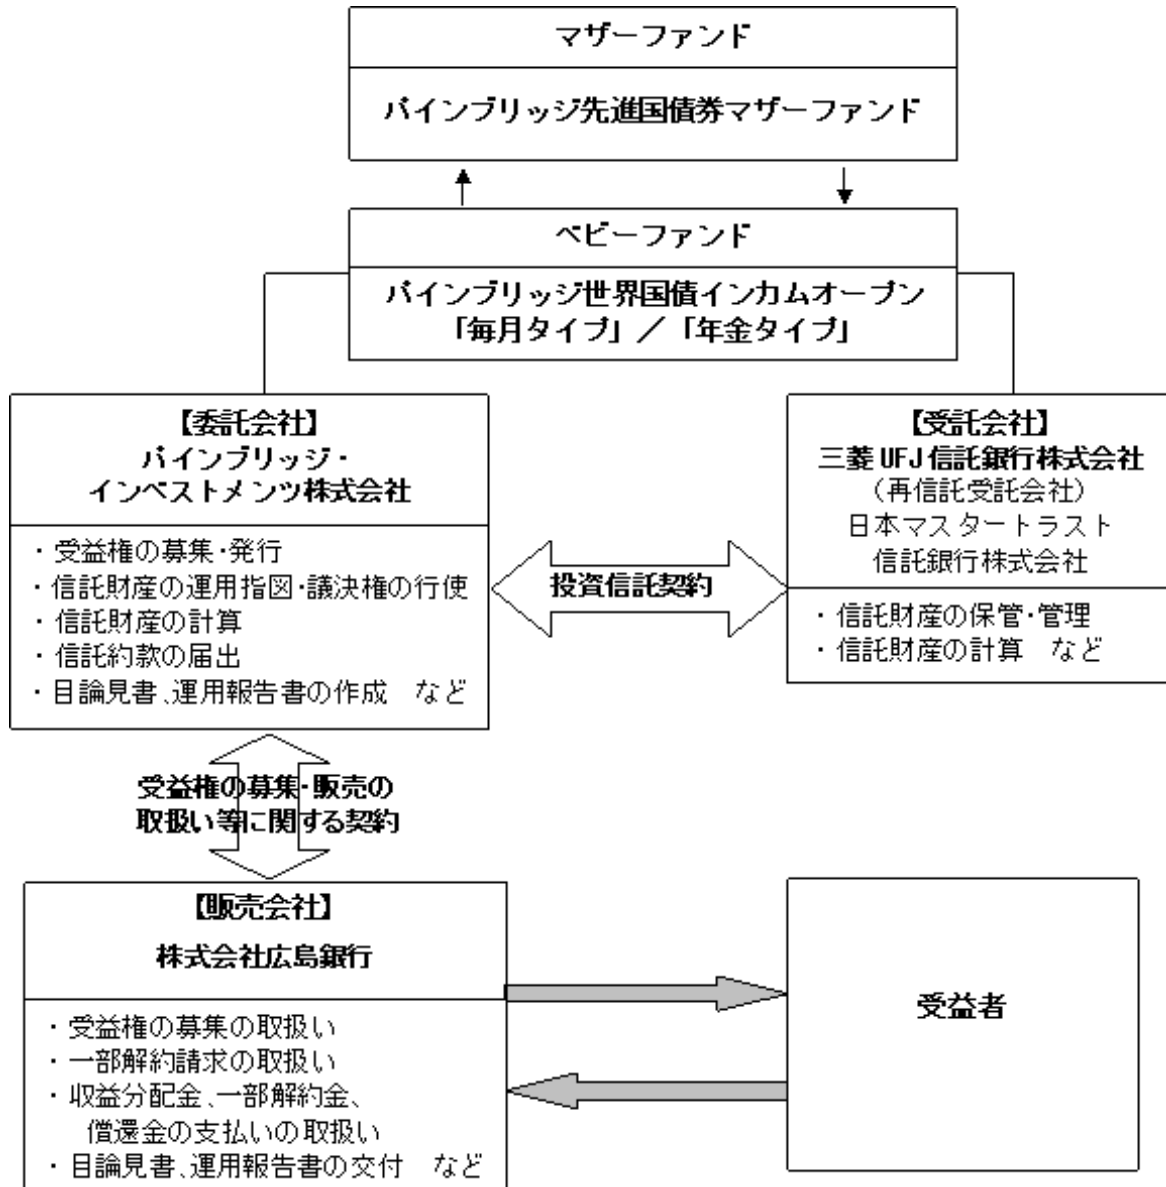 マザーファンド
パインブリッジ先進国債券マザーファンド
ベビーファンド
パインブリッジ世界国債インカムオープン
「毎月タイプ」／「年金タイプ」
【委託会社】
パインブリッジ・
インベストメンツ株式会社
・受益権の募集・発行
・信託財産の運用指図・議決権の行使
・信託財産の計算
・信託約款の届出
・目論見書、運用報告書の作成　など
投資信託契約
【受託会社】
三菱UFJ信託銀行株式会社
（再信託受託会社）
日本マスタートラスト
信託銀行株式会社
・信託財産の保管・管理
・信託財産の計算　など
受益権の募集・販売の
取扱い等に関する契約
【販売会社】
株式会社広島銀行
・受益権の募集の取扱い
・一部解約請求の取扱い
・収益分配金、一部解約金、
償還金の支払いの取扱い
・目論見書、運用報告書の交付　など
受益者